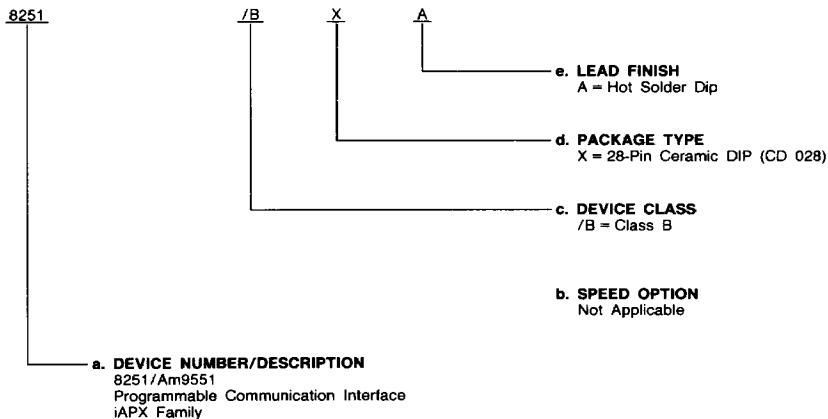 8251 /B X A
e. LEAD FINISH
A = Hot Solder Dip
d. PACKAGE TYPE
X = 28-Pin Ceramic DIP (CD 028)
c. DEVICE CLASS
/B = Class B
b. SPEED OPTION
Not Applicable
a. DEVICE NUMBER/DESCRIPTION
8251/Am9551
Programmable Communication Interface
iAPX Family